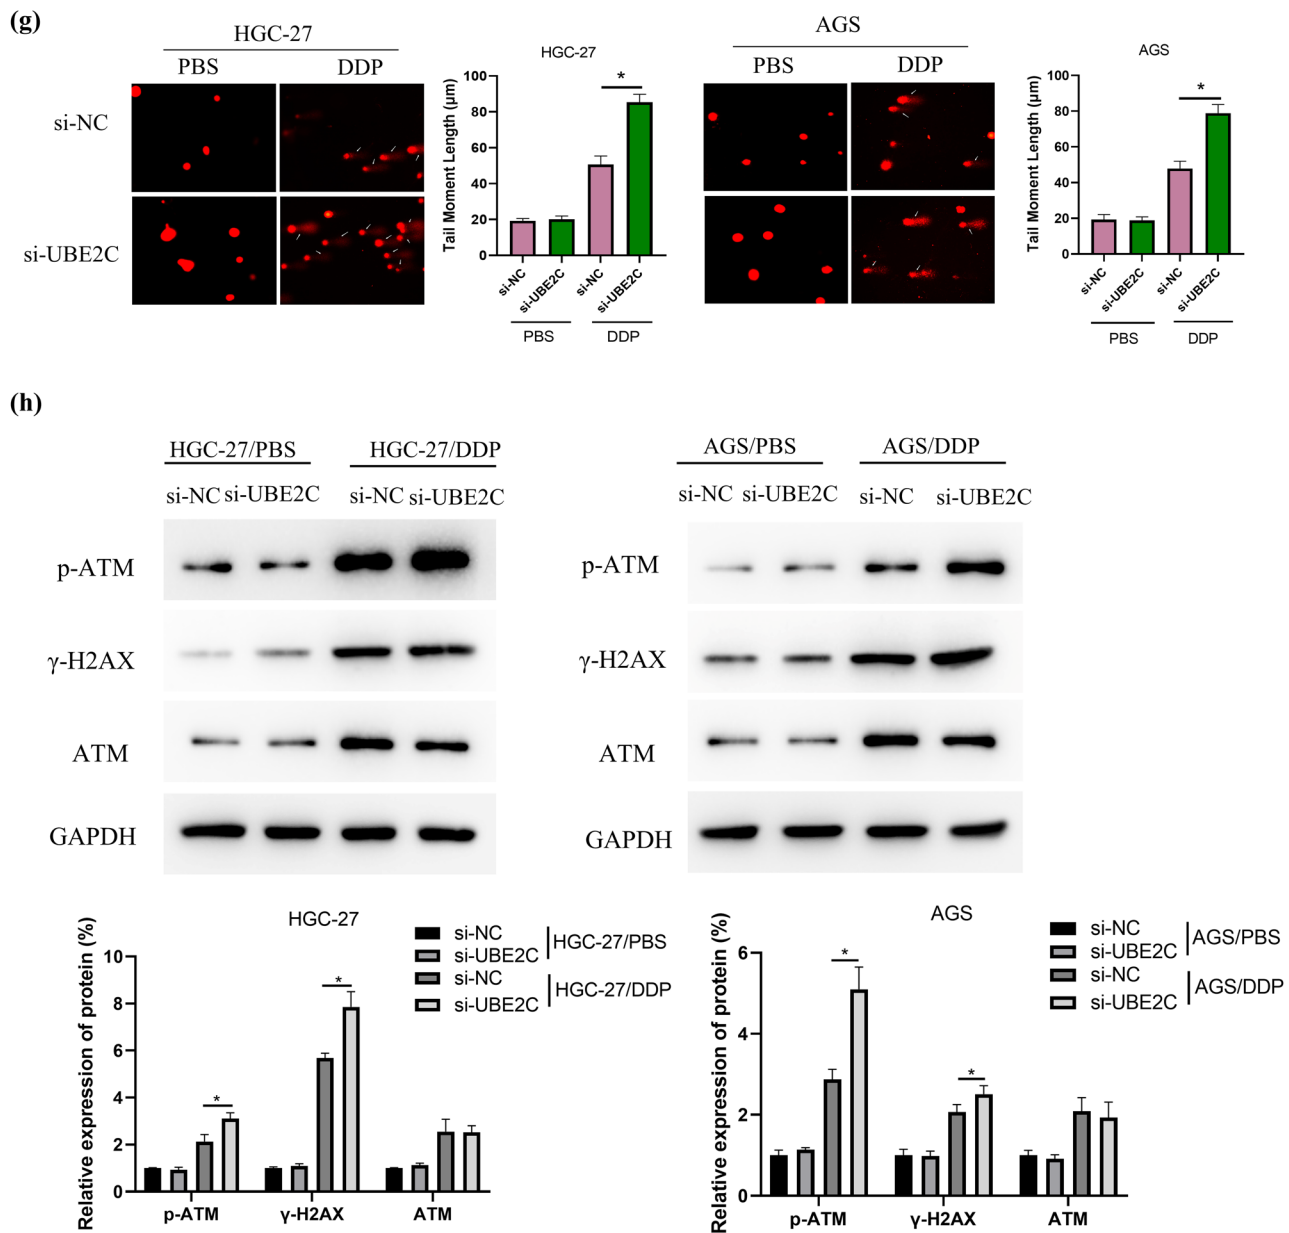 (g)
HGC-27
PBS DDP
si-NC
si-UBE2C
HGC-27
Tail Moment Length (μm)
100
80
60
40
20
0
*
si-NC
si-UBE2C
si-NC
si-UBE2C
PBS
DDP
AGS
PBS DDP
AGS
Tail Moment Length (μm)
100
80
60
40
20
0
*
si-NC
si-UBE2C
si-NC
si-UBE2C
PBS
DDP
(h)
HGC-27/PBS HGC-27/DDP
si-NC si-UBE2C si-NC si-UBE2C
p-ATM
γ-H2AX
ATM
GAPDH
AGS/PBS AGS/DDP
si-NC si-UBE2C si-NC si-UBE2C
p-ATM
γ-H2AX
ATM
GAPDH
HGC-27
Relative expression of protein (%)
10
8
6
4
2
0
*
*
p-ATM γ-H2AX ATM
si-NC
si-UBE2C
HGC-27/PBS
si-NC
si-UBE2C
HGC-27/DDP
AGS
Relative expression of protein (%)
6
4
2
0
*
*
p-ATM γ-H2AX ATM
si-NC
si-UBE2C
AGS/PBS
si-NC
si-UBE2C
AGS/DDP